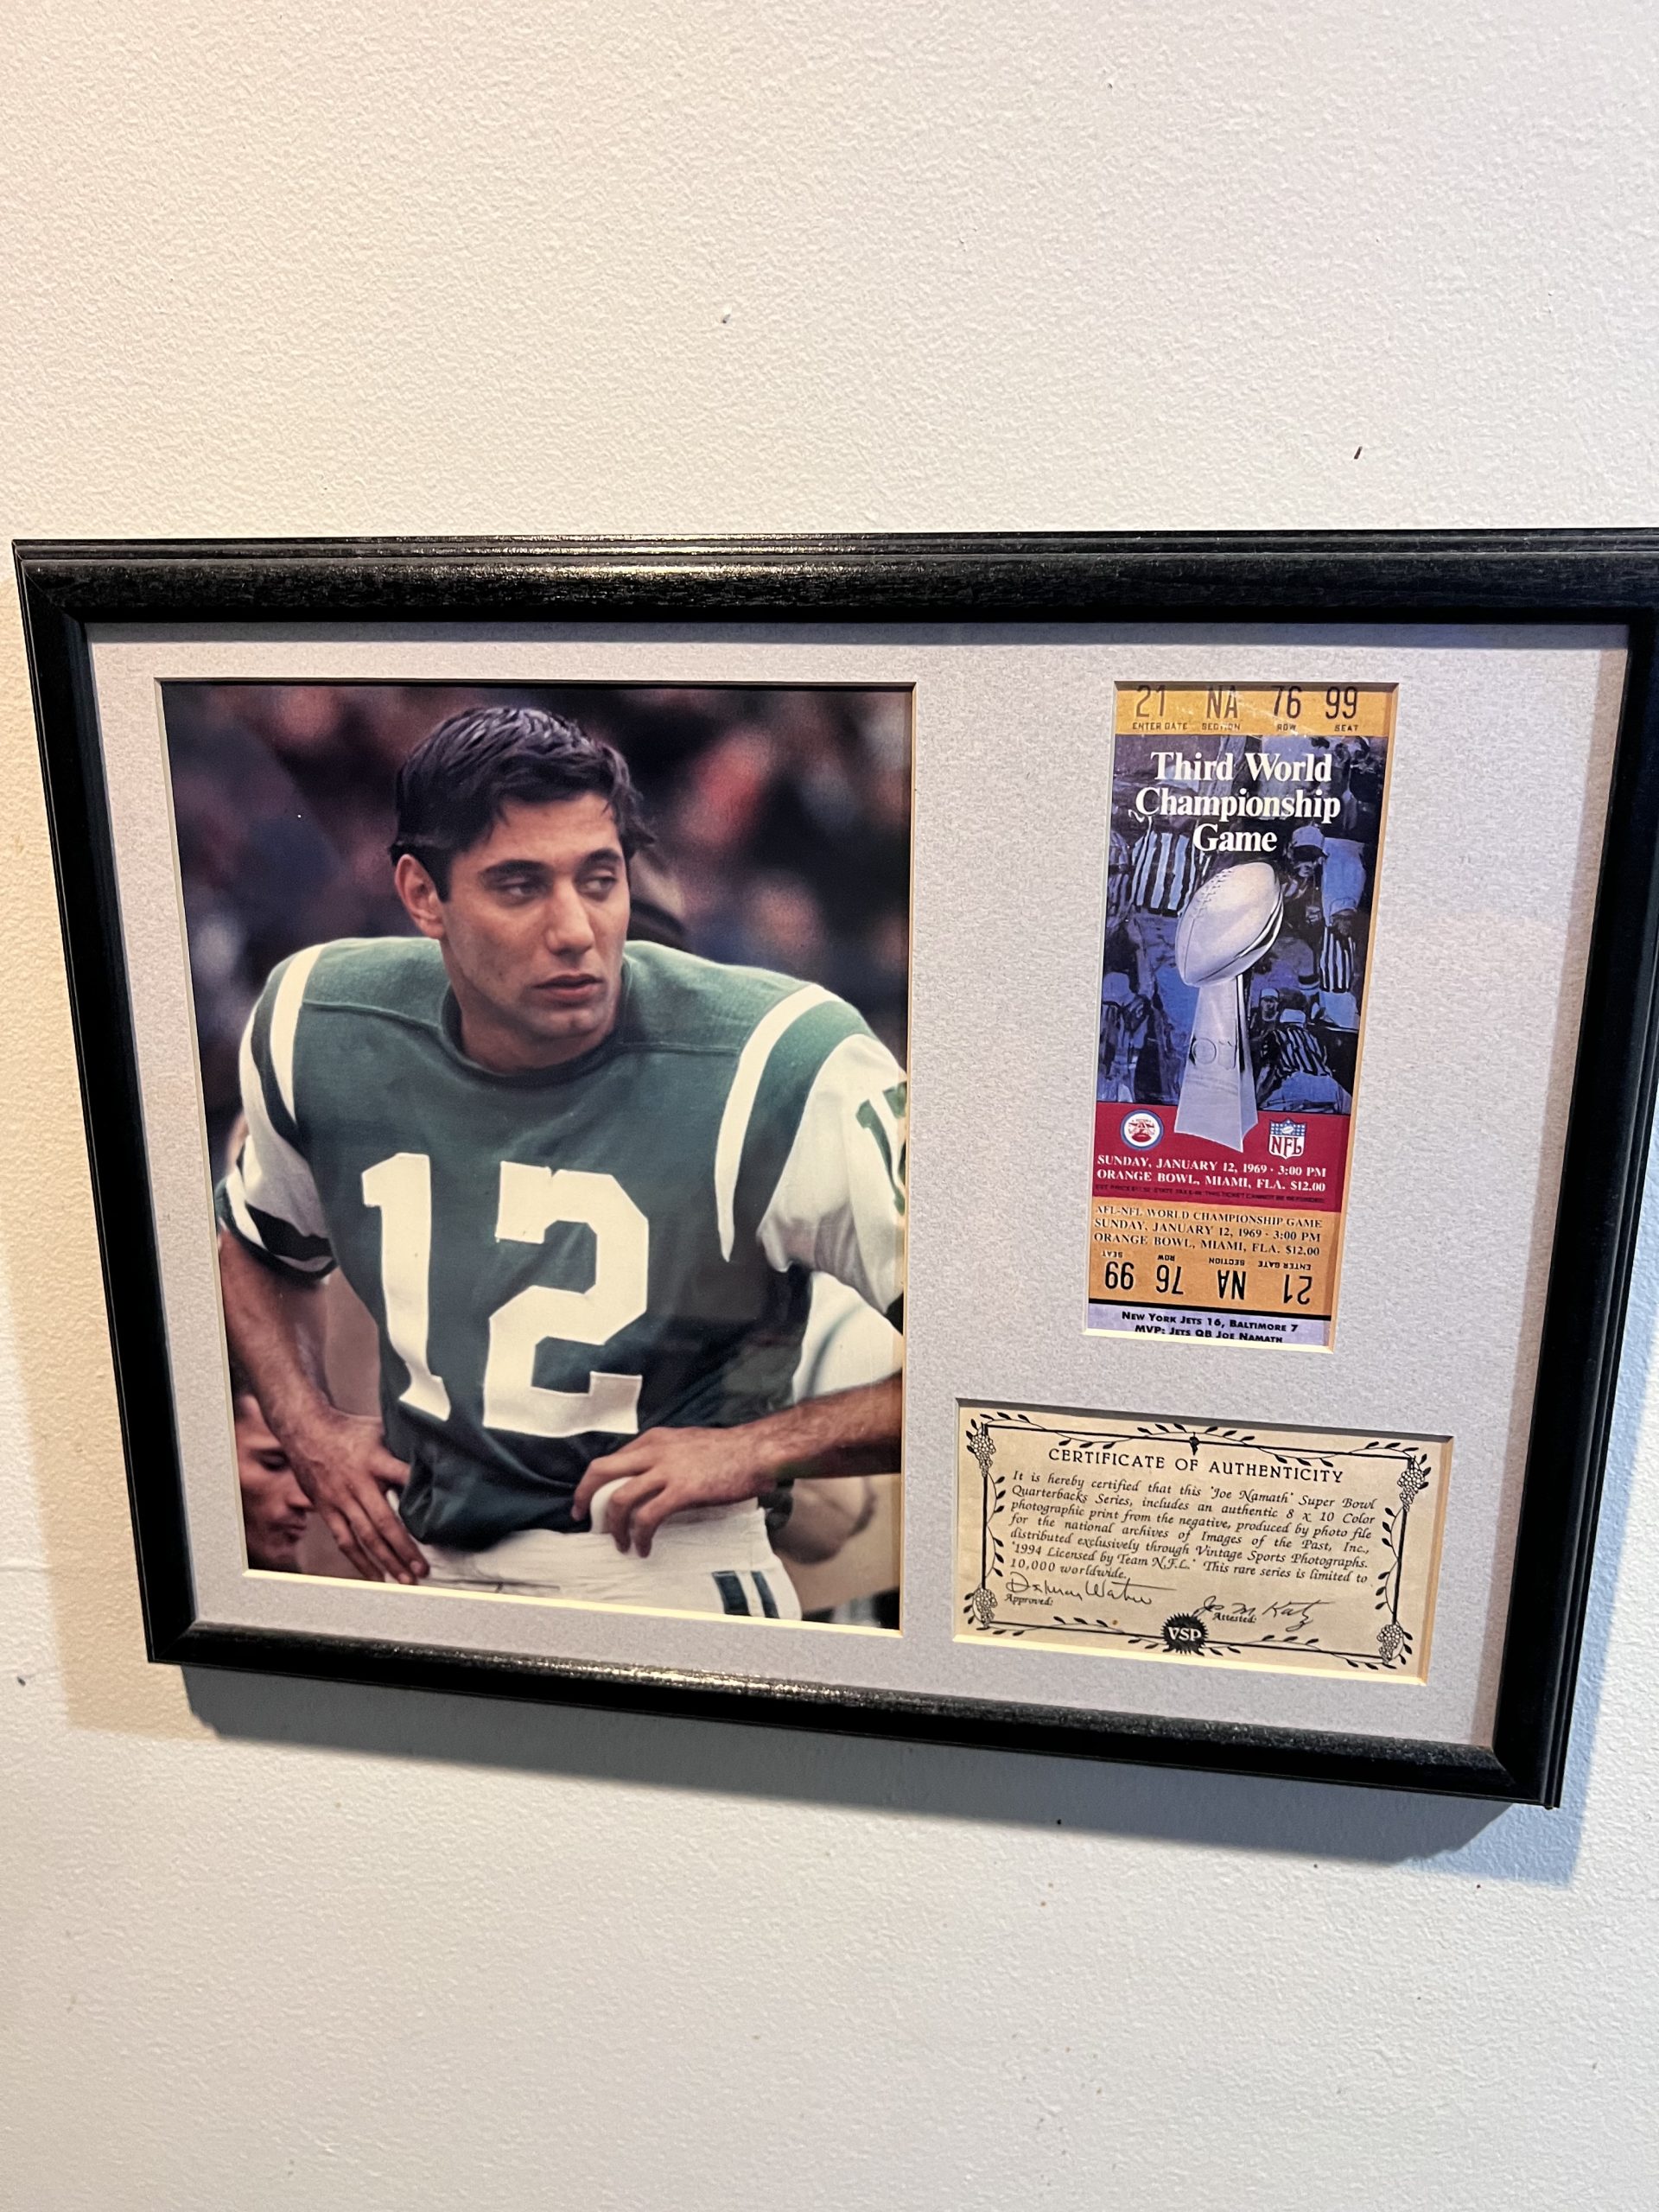 12
21 NA 76 99
ENTER GATE SECTION ROW SEAT
Third World
Championship
Game
NFL
SUNDAY, JANUARY 12, 1969 · 3:00 PM
ORANGE BOWL, MIAMI, FLA. $12.00
AFL-NFL WORLD CHAMPIONSHIP GAME
SUNDAY, JANUARY 12, 1969 · 3:00 PM
ORANGE BOWL, MIAMI, FLA. $12.00
ENTER GATE SECTION ROW SEAT
21 NA 76 99
NEW YORK JETS 16, BALTIMORE 7
MVP: JETS QB JOE NAMATH
CERTIFICATE OF AUTHENTICITY
It is hereby certified that this "Joe Namath" Super Bowl
Quarterbacks Series, includes an authentic 8 x 10 Color
photographic print from the negative, produced by photo file
for the national archives of Images of the Past, Inc.,
distributed exclusively through Vintage Sports Photographs.
"1994 Licensed by Team N.F.L." This rare series is limited to
10,000 worldwide.
Approved:
Attested:
VSP